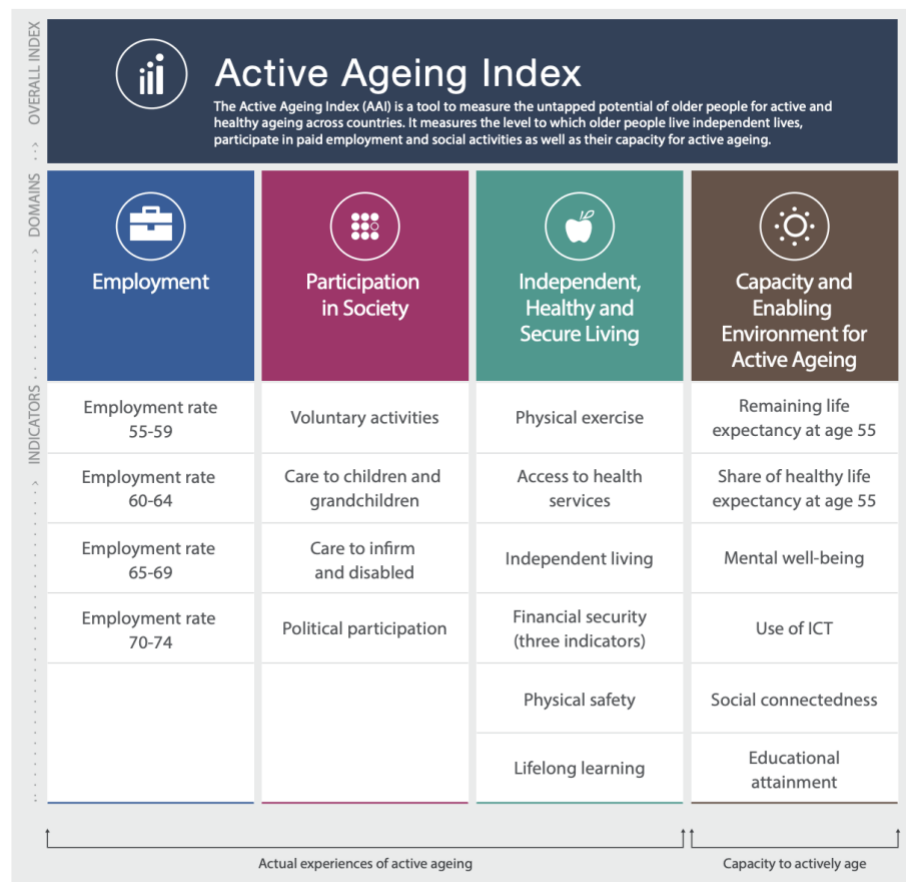 Active Ageing Index
The Active Ageing Index (AAI) is a tool to measure the untapped potential of older people for active and
healthy ageing across countries. It measures the level to which older people live independent lives,
participate in paid employment and social activities as well as their capacity for active ageing.
OVERALL INDEX
DOMAINS
INDICATORS
Employment
Participation
in Society
Independent,
Healthy and
Secure Living
Capacity and
Enabling
Environment for
Active Ageing
Employment rate
55-59
Voluntary activities
Physical exercise
Remaining life
expectancy at age 55
Employment rate
60-64
Care to children and
grandchildren
Access to health
services
Share of healthy life
expectancy at age 55
Employment rate
65-69
Care to infirm
and disabled
Independent living
Mental well-being
Employment rate
70-74
Political participation
Financial security
(three indicators)
Use of ICT
Physical safety
Social connectedness
Lifelong learning
Educational
attainment
Actual experiences of active ageing
Capacity to actively age